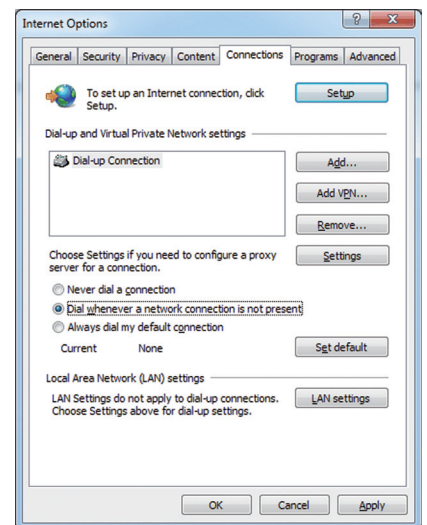 Internet Options
? X
General Security Privacy Content Connections Programs Advanced
To set up an Internet connection, click
Setup.
Setup
Dial-up and Virtual Private Network settings
Dial-up Connection
Add...
Add VPN...
Remove...
Choose Settings if you need to configure a proxy
server for a connection.
Settings
Never dial a connection
Dial whenever a network connection is not present
Always dial my default connection
Current None
Set default
Local Area Network (LAN) settings
LAN Settings do not apply to dial-up connections.
Choose Settings above for dial-up settings.
LAN settings
OK Cancel Apply